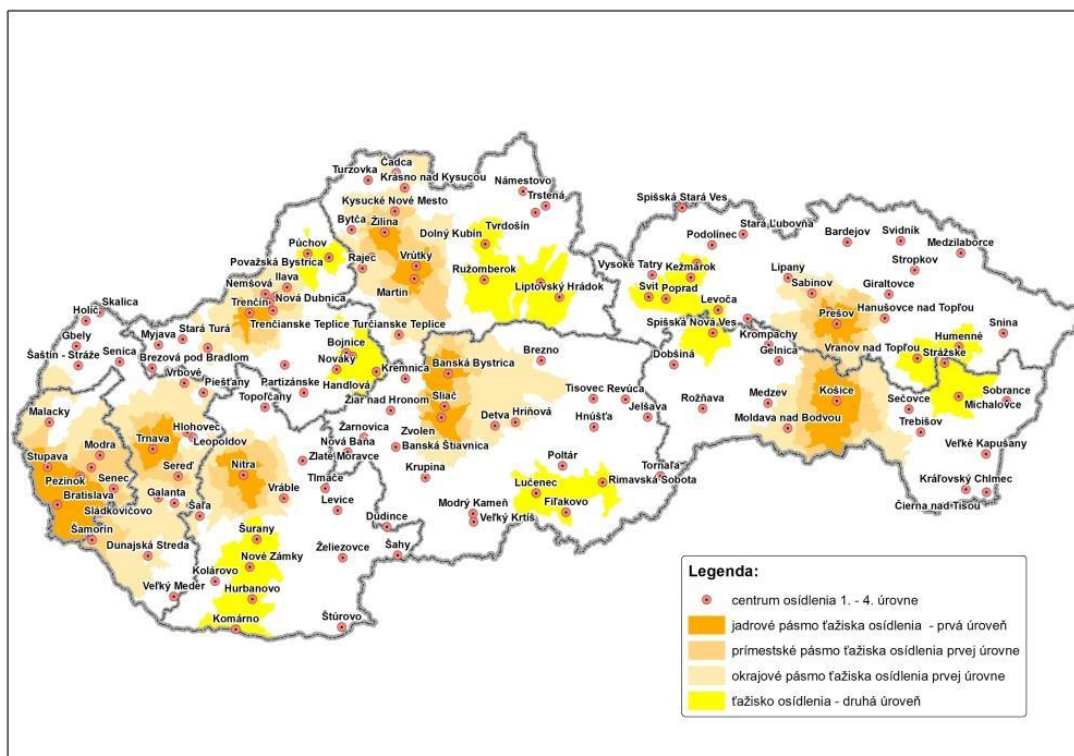 Čadca
Turzovka
Krásno nad Kysucou
Námestovo
Trstená
Kysucké Nové Mesto
Bytča
Žilina
Tvrdošín
Dolný Kubín
Spišská Stará Ves
Stará Ľubovňa
Podolínec
Bardejov
Svidník
Medzilaborce
Stropkov
Púchov
Považská Bystrica
Rajec
Vrútky
Ružomberok
Martin
Liptovský Hrádok
Vysoké Tatry
Kežmarok
Svit
Poprad
Levoča
Lipany
Sabinov
Giraltovce
Prešov
Hanušovce nad Topľou
Ilava
Nemšová
Nová Dubnica
Trenčín
Trenčianske Teplice
Turčianske Teplice
Spišská Nová Ves
Krompachy
Gelnica
Dobšiná
Vranov nad Topľou
Humenné
Snina
Strážske
Skalica
Holíč
Gbely
Šaštín - Stráže
Senica
Myjava
Stará Turá
Brezová pod Bradlom
Vrbové
Piešťany
Partizánske
Topoľčany
Bojnice
Nováky
Handlová
Kremnica
Banská Bystrica
Brezno
Žiar nad Hronom
Sliač
Zvolen
Detva
Hriňová
Tisovec
Revúca
Hnúšťa
Jelšava
Rožňava
Medzev
Moldava nad Bodvou
Košice
Sečovce
Trebišov
Sobrance
Michalovce
Veľké Kapušany
Kráľovský Chlmec
Čierna nad Tisou
Malacky
Modra
Stupava
Pezinok
Senec
Bratislava
Trnava
Hlohovec
Leopoldov
Sereď
Galanta
Sládkovičovo
Šaľa
Šamorín
Dunajská Streda
Veľký Meder
Nitra
Vráble
Zlaté Moravce
Žarnovica
Nová Baňa
Banská Štiavnica
Krupina
Tlmače
Levice
Dudince
Šahy
Modrý Kameň
Veľký Krtíš
Poltár
Lučenec
Fiľakovo
Rimavská Sobota
Tornaľa
Šurany
Nové Zámky
Želiezovce
Kolárovo
Hurbanovo
Komárno
Štúrovo
Legenda:
centrum osídlenia 1. - 4. úrovne
jadrové pásmo ťažiska osídlenia - prvá úroveň
prímestské pásmo ťažiska osídlenia prvej úrovne
okrajové pásmo ťažiska osídlenia prvej úrovne
ťažisko osídlenia - druhá úroveň